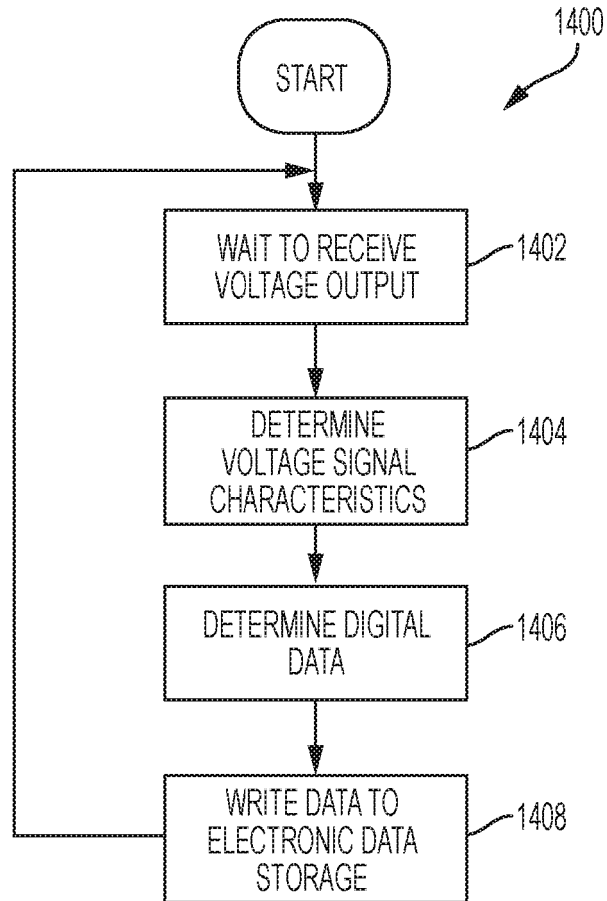 1400
START
WAIT TO RECEIVE
VOLTAGE OUTPUT
1402
DETERMINE
VOLTAGE SIGNAL
CHARACTERISTICS
1404
DETERMINE DIGITAL
DATA
1406
WRITE DATA TO
ELECTRONIC DATA
STORAGE
1408